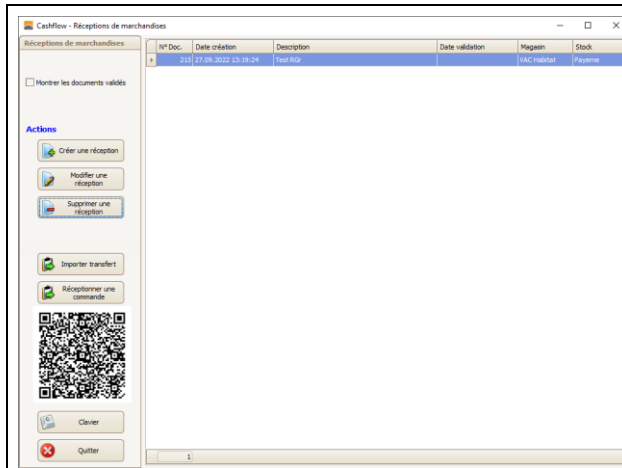 Cashflow - Réceptions de marchandises
Réceptions de marchandises
N° Doc. Date création Description Date validation Magasin Stock
213 27.05.2022 13:19:24 Test RGr VAC Habitat Payerne
Montrer les documents validés
Actions
Créer une réception
Modifier une
réception
Supprimer une
réception
Importer transfert
Réceptionner une
commande
Clavier
Quitter
1